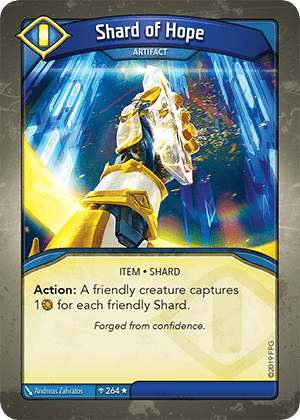 Shard of Hope
ARTIFACT
ITEM • SHARD
Action: A friendly creature captures
1 for each friendly Shard.
Forged from confidence.
Andreas Zafiratos
264 ★
©2019 FFG